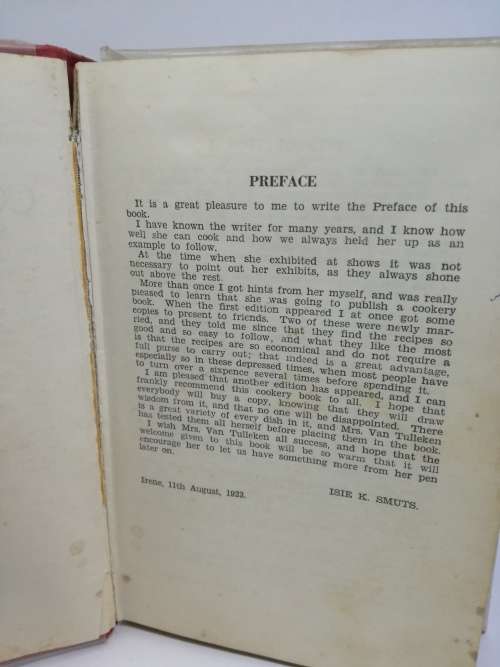 PREFACE
It is a great pleasure to me to write the Preface of this
book.
I have known the writer for many years, and I know how
well she can cook and how we always held her up as an
example to follow.
At the time when she exhibited at shows it was not
necessary to point out her exhibits, as they always shone
out above the rest.
More than once I got hints from her myself, and was really
pleased to learn that she was going to publish a cookery
book. When the first edition appeared I at once got some
copies to present to friends. Two of these were newly mar-
ried, and they told me since that they find the recipes so
good and so easy to follow, and what they like the most
is that the recipes are so economical and do not require a
full purse to carry out; that indeed is a great advantage,
especially so in these depressed times, when most people have
to turn over a sixpence several times before spending it.
I am pleased that another edition has appeared, and I can
frankly recommend this cookery book to all. I hope that
everybody will buy a copy, knowing that they will draw
wisdom from it, and that no one will be disappointed. There
is a great variety of every dish in it, and Mrs. Van Tulleken
has tested them all herself before placing them in the book.
I wish Mrs. Van Tulleken all success, and hope that the
welcome given to this book will be so warm that it will
encourage her to let us have something more from her pen
later on.
Irene, 11th August, 1923.
ISIE K. SMUTS.